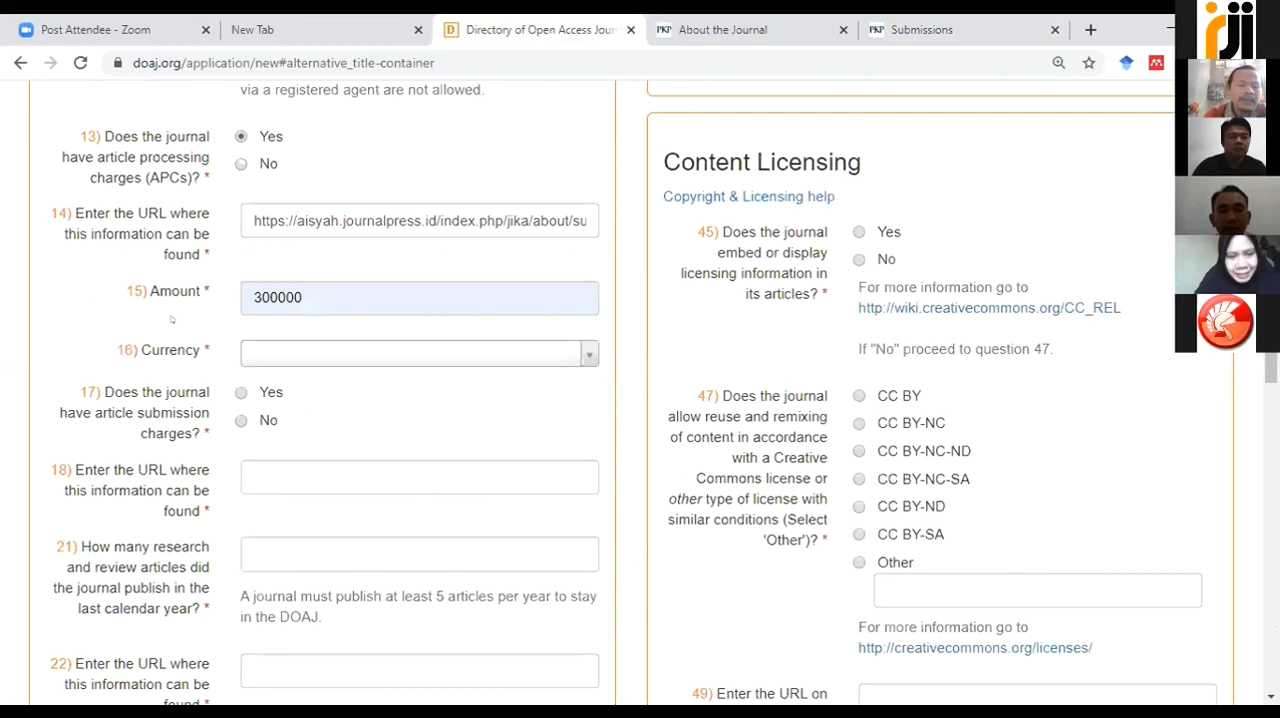 Post Attendee - Zoom
New Tab
Directory of Open Access Jour
About the Journal
Submissions
doaj.org/application/new#alternative_title-container
via a registered agent are not allowed.
13) Does the journal
have article processing
charges (APCs)? *
Yes
No
14) Enter the URL where
this information can be
found *
https://aisyah.journalpress.id/index.php/jika/about/su
15) Amount *
300000
16) Currency *
17) Does the journal
have article submission
charges? *
Yes
No
18) Enter the URL where
this information can be
found *
21) How many research
and review articles did
the journal publish in the
last calendar year? *
A journal must publish at least 5 articles per year to stay
in the DOAJ.
22) Enter the URL where
this information can be
found *
Content Licensing
Copyright & Licensing help
45) Does the journal
embed or display
licensing information in
its articles? *
Yes
No
For more information go to
http://wiki.creativecommons.org/CC_REL
If "No" proceed to question 47.
47) Does the journal
allow reuse and remixing
of content in accordance
with a Creative
Commons license or
other type of license with
similar conditions (Select
'Other')? *
CC BY
CC BY-NC
CC BY-NC-ND
CC BY-NC-SA
CC BY-ND
CC BY-SA
Other
For more information go to
http://creativecommons.org/licenses/
49) Enter the URL on